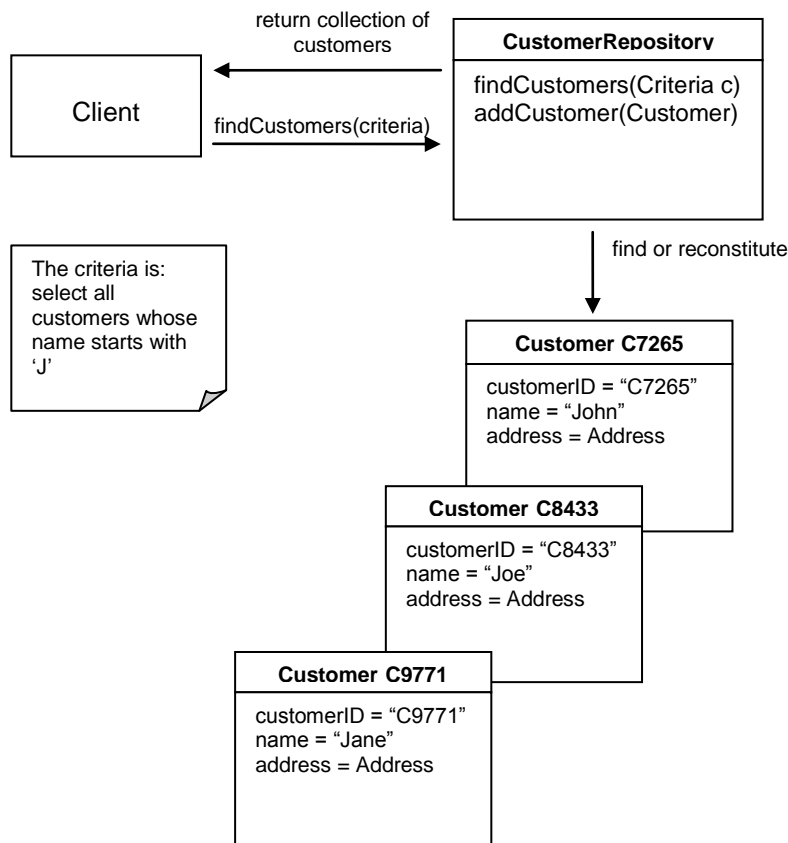 return collection of
customers
CustomerRepository
Client
findCustomers(Criteria c)
addCustomer(Customer)
findCustomers(criteria)
find or reconstitute
The criteria is:
select all
customers whose
name starts with
‘J’
Customer C7265
customerID = “C7265”
name = “John”
address = Address
Customer C8433
customerID = “C8433”
name = “Joe”
address = Address
Customer C9771
customerID = “C9771”
name = “Jane”
address = Address